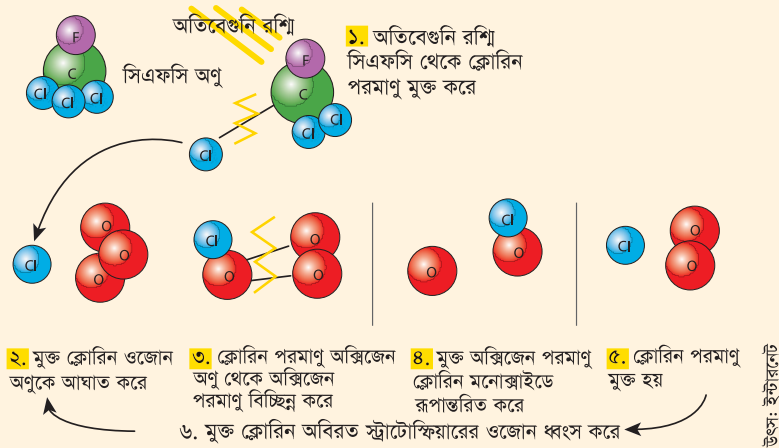 অতিবেগুনি রশ্মি
F
C
Cl
Cl
Cl
সিএফসি অণু
F
C
Cl
Cl
Cl
১. অতিবেগুনি রশ্মি
সিএফসি থেকে ক্লোরিন
পরমাণু মুক্ত করে
Cl
O
O
O
Cl
O
O
O
O
Cl
O
Cl
O
O
২. মুক্ত ক্লোরিন ওজোন
অণুকে আঘাত করে
৩. ক্লোরিন পরমাণু অক্সিজেন
অণু থেকে অক্সিজেন
পরমাণু বিচ্ছিন্ন করে
৪. মুক্ত অক্সিজেন পরমাণু
ক্লোরিন মনোক্সাইডে
রূপান্তরিত করে
৫. ক্লোরিন পরমাণু
মুক্ত হয়
৬. মুক্ত ক্লোরিন অবিরত স্ট্রাটোস্ফিয়ারের ওজোন ধ্বংস করে
উৎস: ইন্টারনেট